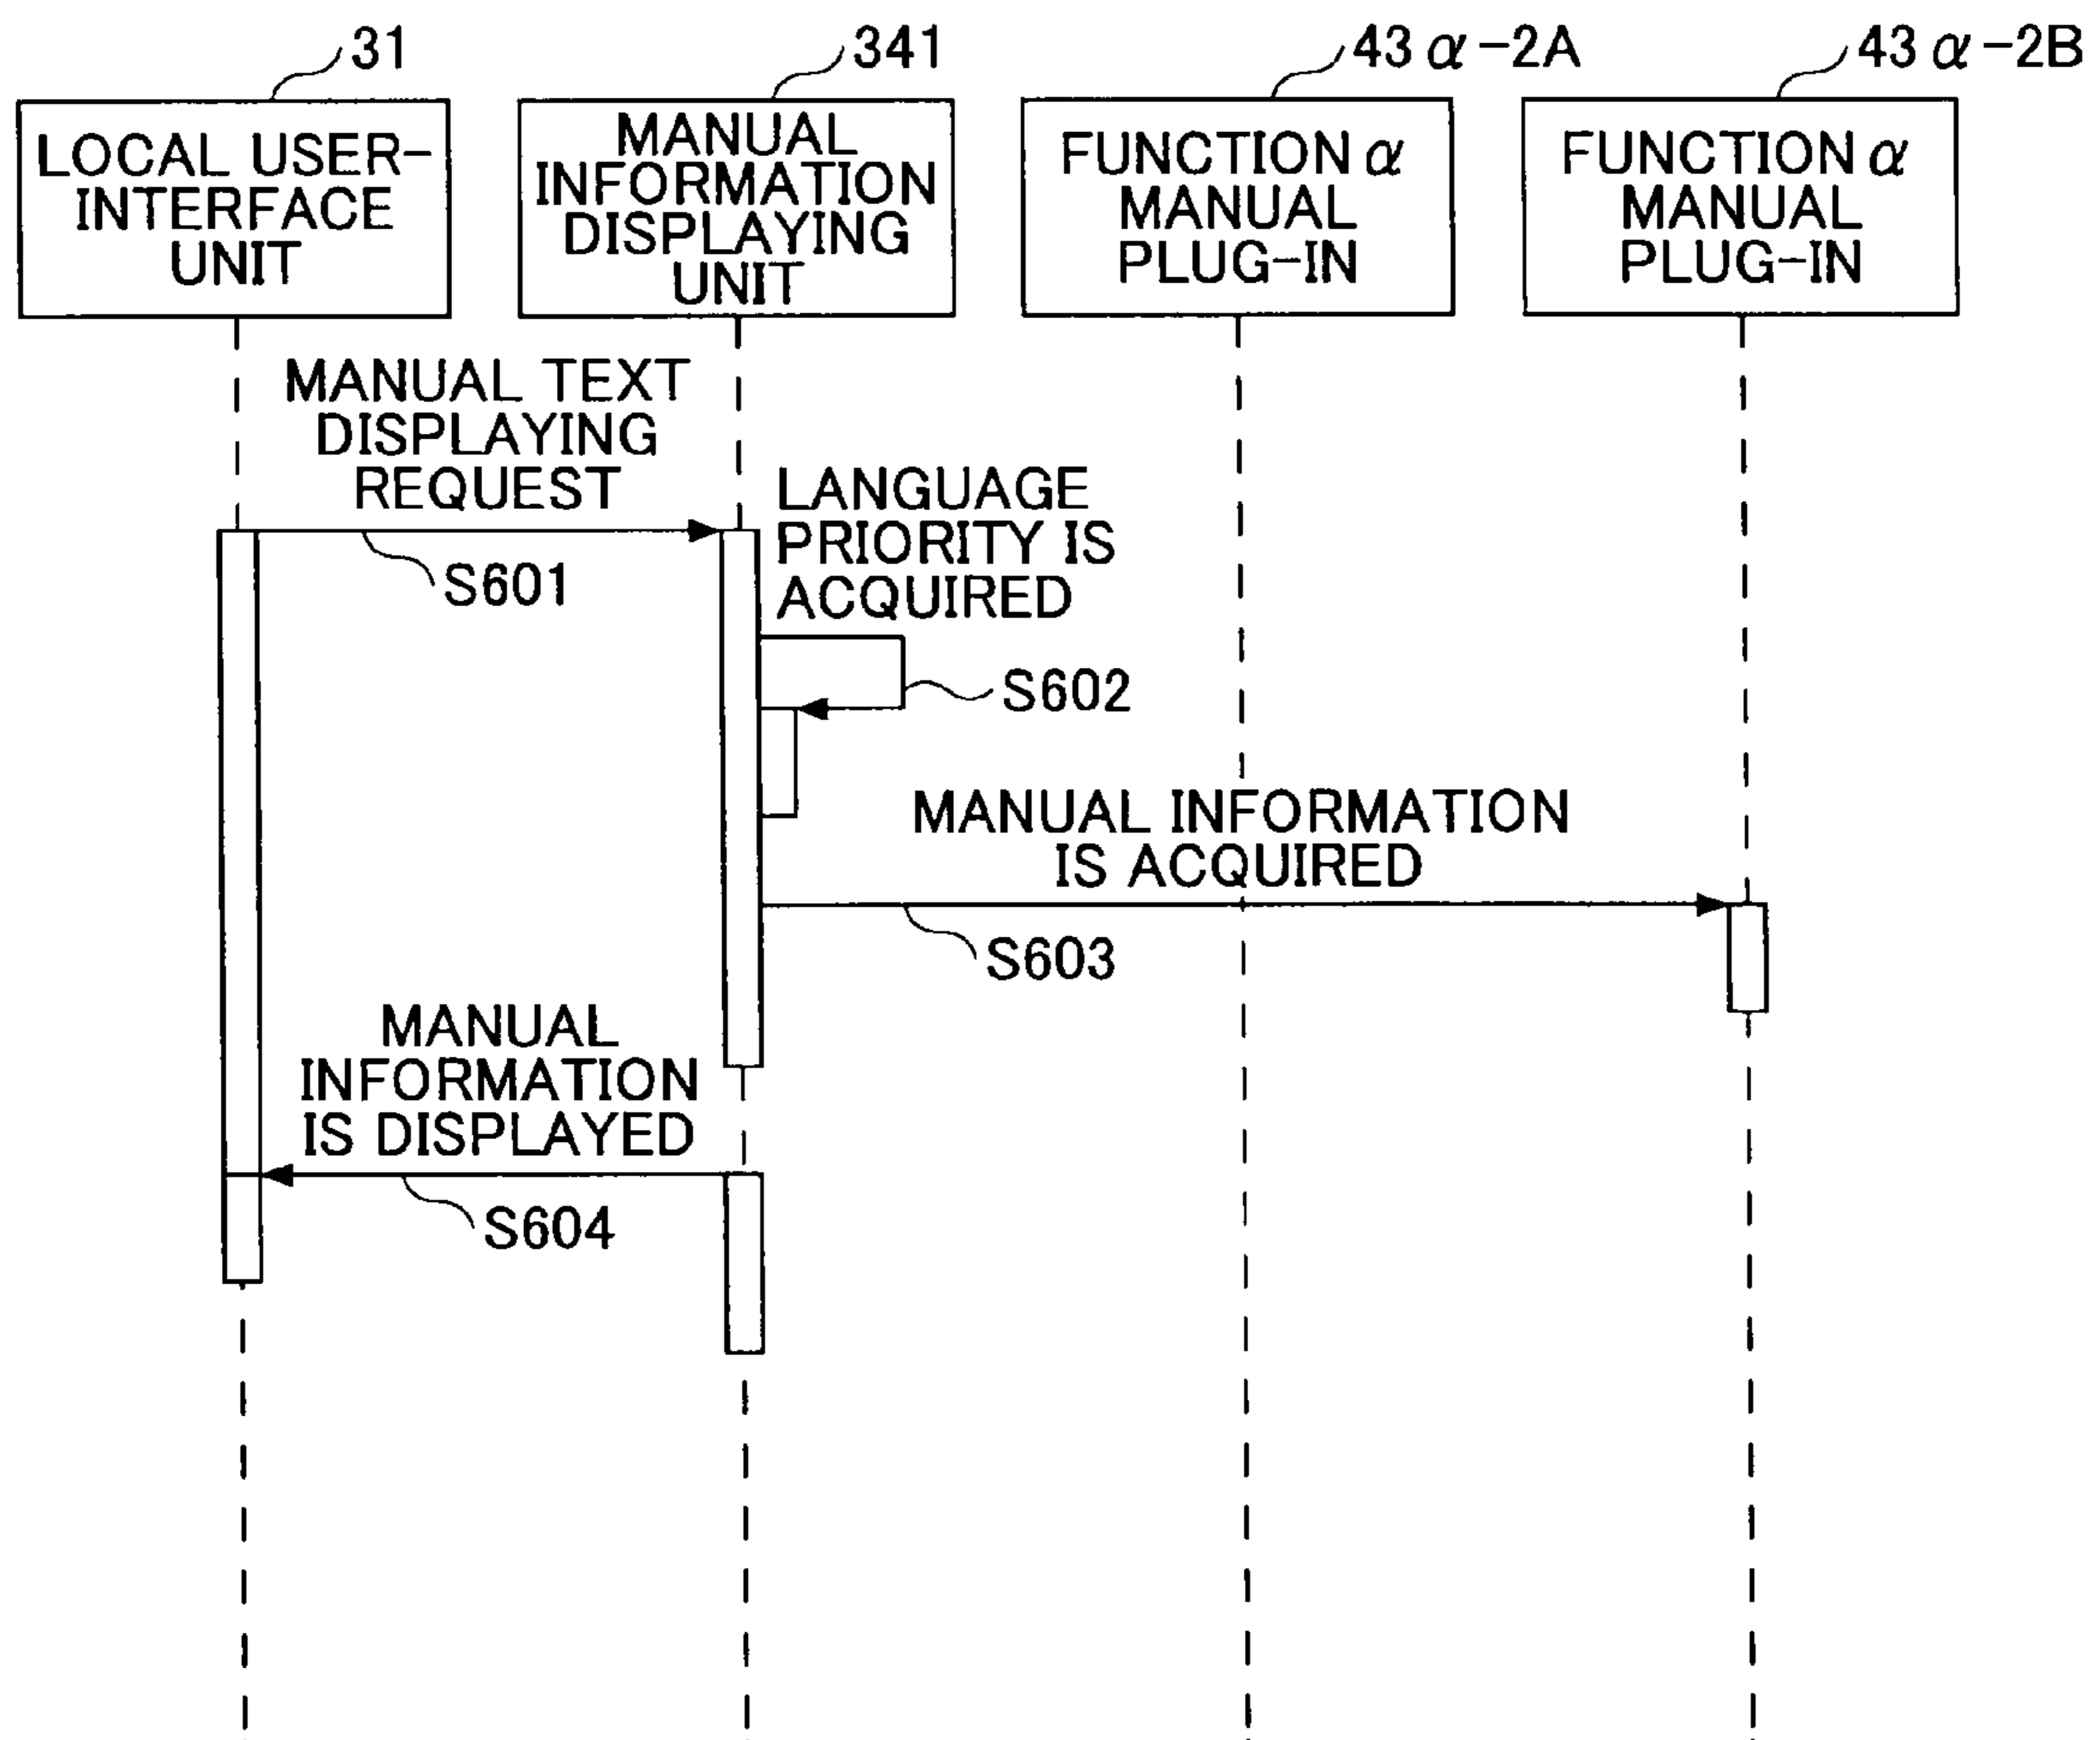 31
341
43α-2A
43α-2B
LOCAL USER-
INTERFACE
UNIT
MANUAL
INFORMATION
DISPLAYING
UNIT
FUNCTION α
MANUAL
PLUG-IN
FUNCTION α
MANUAL
PLUG-IN
MANUAL TEXT
DISPLAYING
REQUEST
S601
LANGUAGE
PRIORITY IS
ACQUIRED
S602
MANUAL INFORMATION
IS ACQUIRED
S603
MANUAL
INFORMATION
IS DISPLAYED
S604